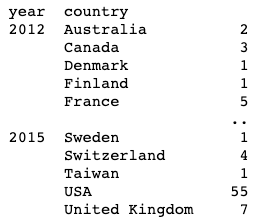 year country
2012 Australia 2
Canada 3
Denmark 1
Finland 1
France 5
..
2015 Sweden 1
Switzerland 4
Taiwan 1
USA 55
United Kingdom 7